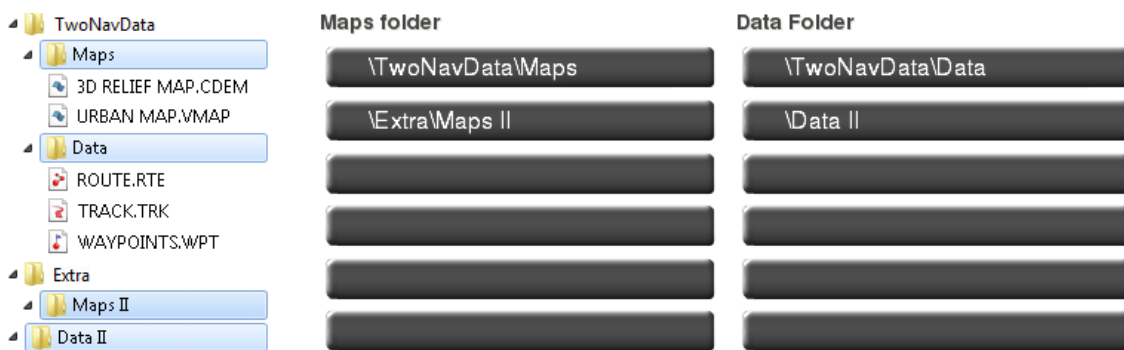 TwoNavData
Maps
3D RELIEF MAP.CDEM
URBAN MAP.VMAP
Data
ROUTE.RTE
TRACK.TRK
WAYPOINTS.WPT
Extra
Maps II
Data II
Maps folder
\TwoNavData\Maps
\Extra\Maps II
Data Folder
\TwoNavData\Data
\Data II